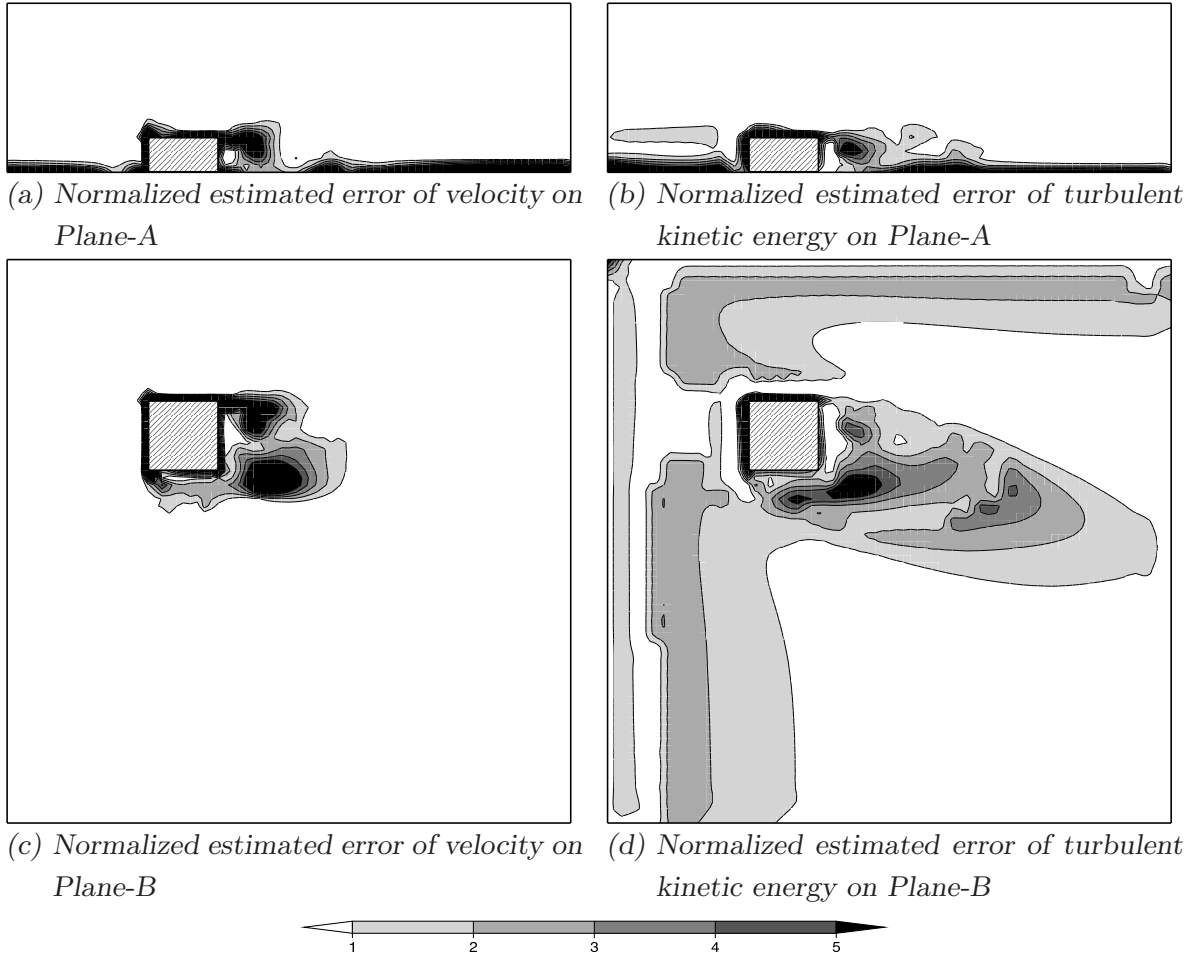 (a) Normalized estimated error of velocity on
Plane-A
(b) Normalized estimated error of turbulent
kinetic energy on Plane-A
(c) Normalized estimated error of velocity on
Plane-B
(d) Normalized estimated error of turbulent
kinetic energy on Plane-B
1 2 3 4 5